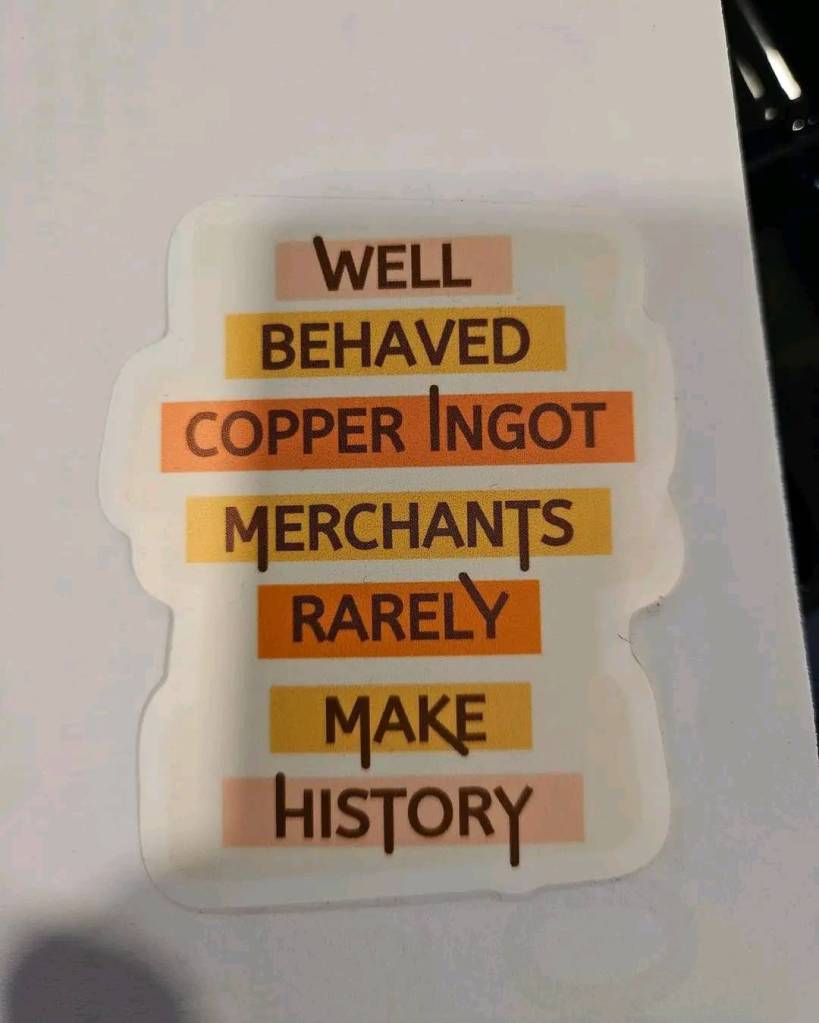 WELL
BEHAVED
COPPER INGOT
MERCHANTS
RARELY
MAKE
HISTORY